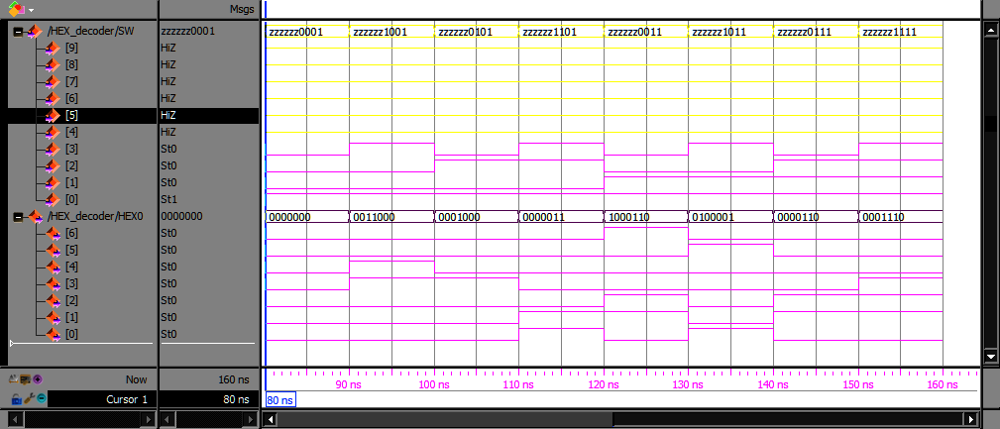 Msgs
/HEX_decoder/SW zzzzzz0001 zzzzzz0001 zzzzzz1001 zzzzzz0101 zzzzzz1101 zzzzzz0011 zzzzzz1011 zzzzzz0111 zzzzzz1111
[9] HiZ
[8] HiZ
[7] HiZ
[6] HiZ
[5] HiZ
[4] HiZ
[3] St0
[2] St0
[1] St0
[0] St1
/HEX_decoder/HEX0 0000000 0000000 0011000 0001000 0000011 1000110 0100001 0000110 0001110
[6] St0
[5] St0
[4] St0
[3] St0
[2] St0
[1] St0
[0] St0
Now 160 ns 90 ns 100 ns 110 ns 120 ns 130 ns 140 ns 150 ns 160 ns
Cursor 1 80 ns 80 ns